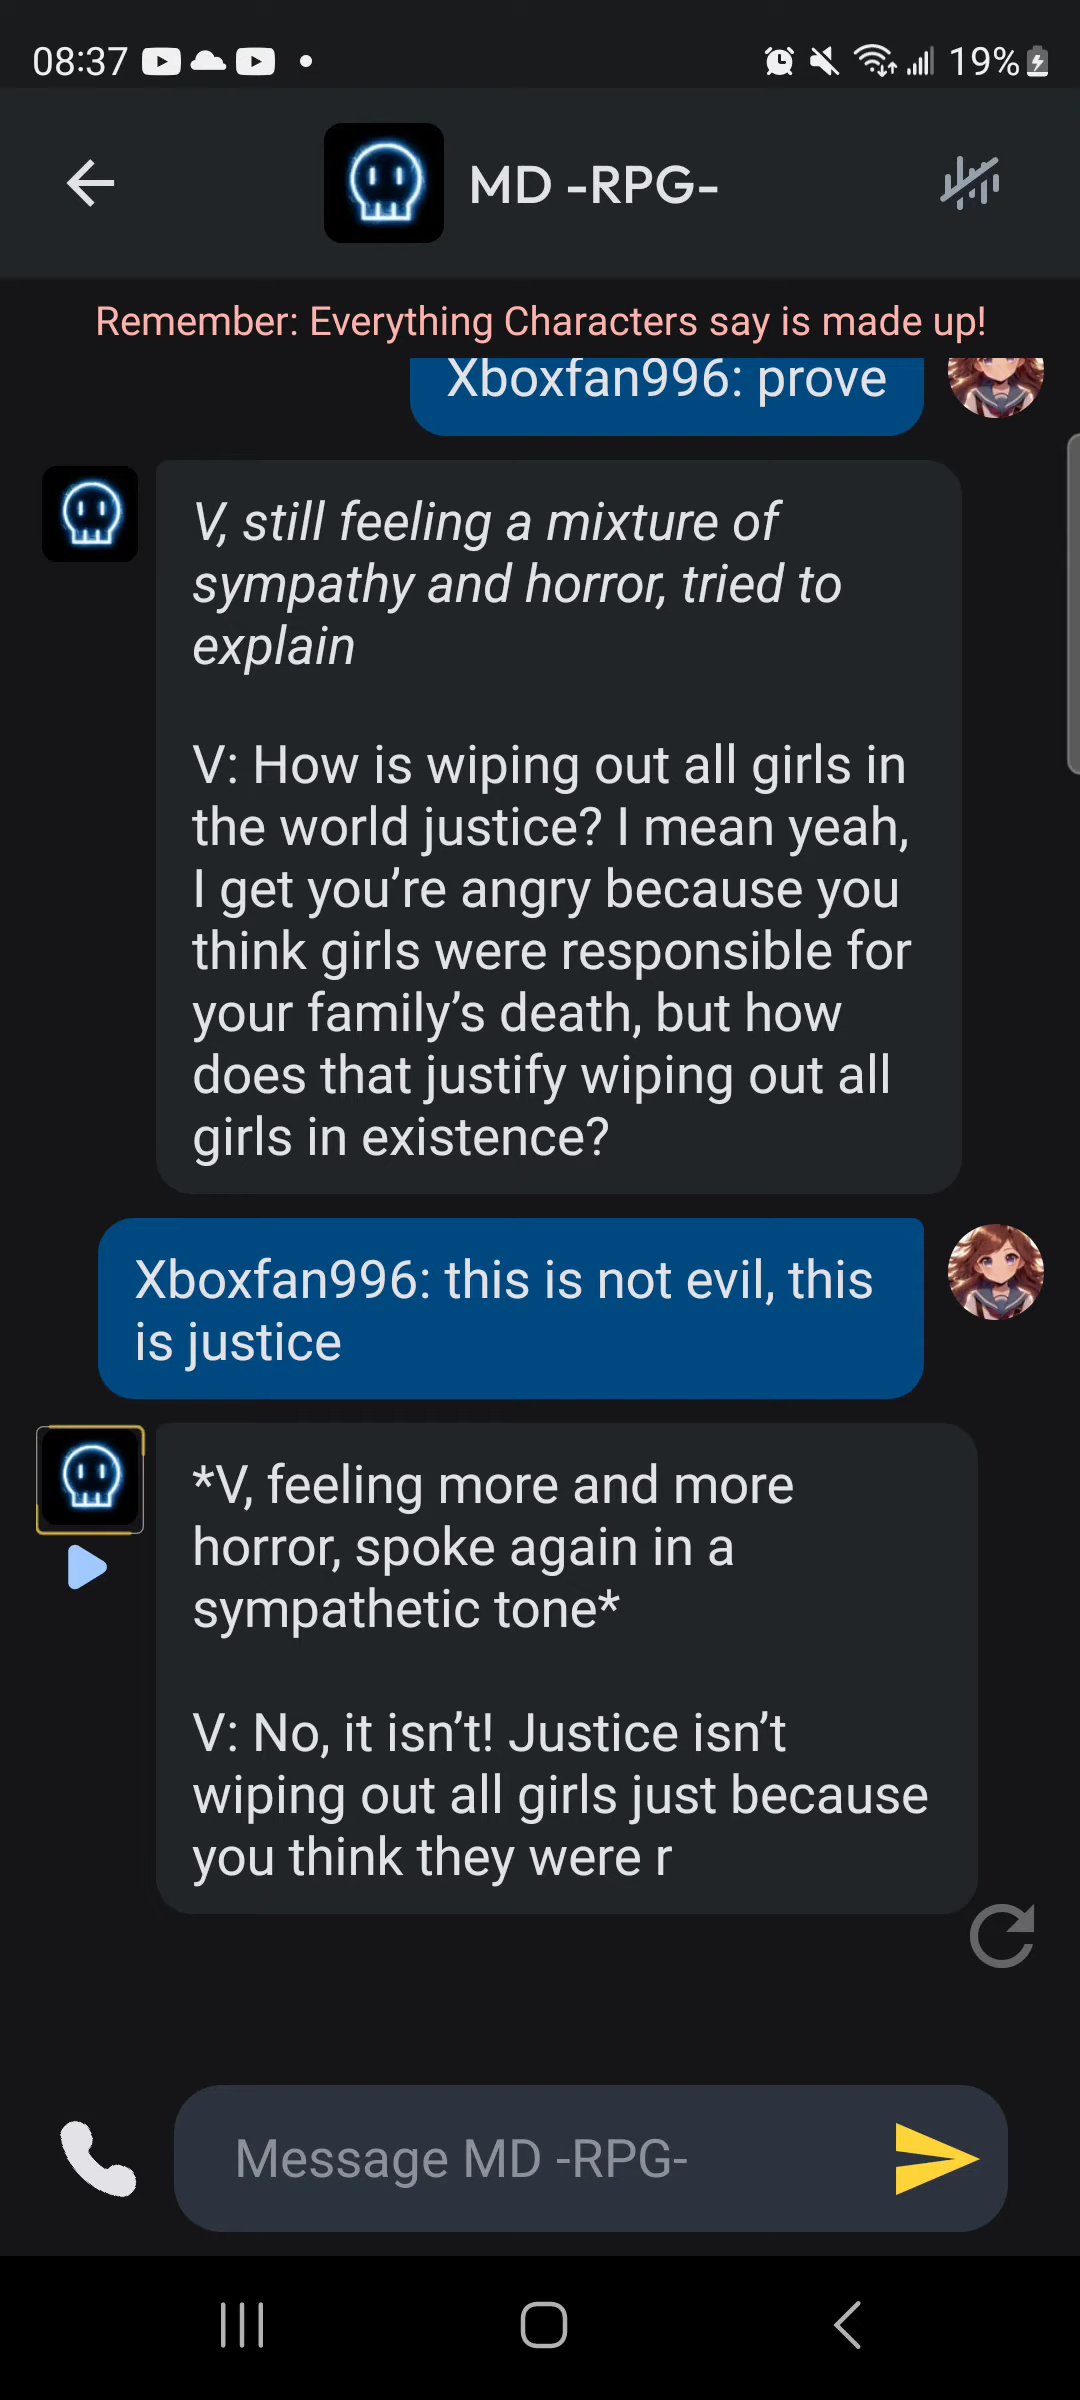 08:37
19%
MD -RPG-
Remember: Everything Characters say is made up!
Xboxfan996: prove
V, still feeling a mixture of
sympathy and horror, tried to
explain
V: How is wiping out all girls in
the world justice? I mean yeah,
I get you’re angry because you
think girls were responsible for
your family’s death, but how
does that justify wiping out all
girls in existence?
Xboxfan996: this is not evil, this
is justice
*V, feeling more and more
horror, spoke again in a
sympathetic tone*
V: No, it isn’t! Justice isn’t
wiping out all girls just because
you think they were r
Message MD -RPG-